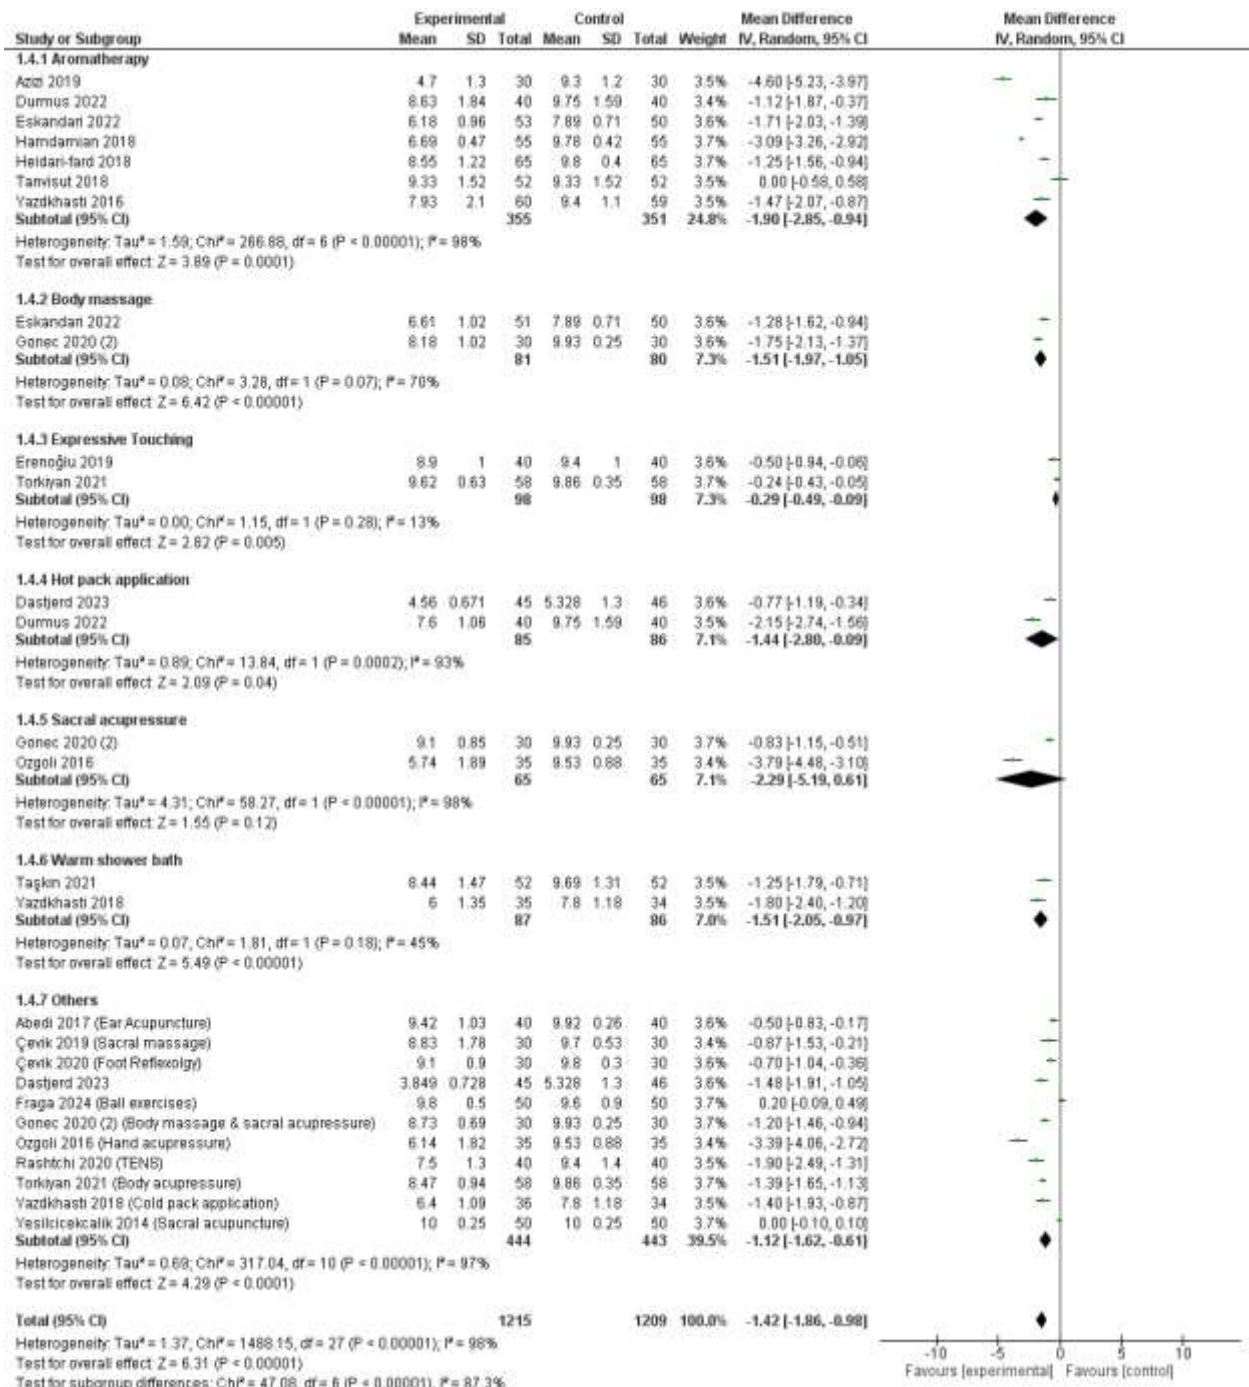 Experimental Control Mean Difference Mean Difference
Study or Subgroup Mean SD Total Mean SD Total Weight IV, Random, 95% CI IV, Random, 95% CI
1.4.1 Aromatherapy
Azizi 2019 4.7 1.3 30 9.3 1.2 30 3.5% -4.60 [-5.23, -3.97]
Durmus 2022 8.63 1.84 40 9.75 1.59 40 3.4% -1.12 [-1.87, -0.37]
Eskandari 2022 6.18 0.96 53 7.89 0.71 50 3.6% -1.71 [-2.03, -1.39]
Hamdamian 2018 6.69 0.47 55 9.78 0.42 55 3.7% -3.09 [-3.26, -2.92]
Heidari-fard 2018 8.55 1.22 65 9.8 0.4 65 3.7% -1.25 [-1.56, -0.94]
Tanvisut 2018 9.33 1.52 52 9.33 1.52 52 3.5% 0.00 [-0.58, 0.58]
Yazdkhasti 2016 7.93 2.1 60 9.4 1.1 59 3.5% -1.47 [-2.07, -0.87]
Subtotal (95% CI) 355 351 24.8% -1.90 [-2.85, -0.94]
Heterogeneity: Tau² = 1.59; Chi² = 266.88, df = 6 (P < 0.00001); I² = 98%
Test for overall effect: Z = 3.89 (P = 0.0001)
1.4.2 Body massage
Eskandari 2022 6.61 1.02 51 7.89 0.71 50 3.6% -1.28 [-1.62, -0.94]
Gonec 2020 (2) 8.18 1.02 30 9.93 0.25 30 3.6% -1.75 [-2.13, -1.37]
Subtotal (95% CI) 81 80 7.3% -1.51 [-1.97, -1.05]
Heterogeneity: Tau² = 0.08; Chi² = 3.28, df = 1 (P = 0.07); I² = 70%
Test for overall effect: Z = 6.42 (P < 0.00001)
1.4.3 Expressive Touching
Erenoğlu 2019 8.9 1 40 9.4 1 40 3.6% -0.50 [-0.94, -0.06]
Torkiyan 2021 9.62 0.63 58 9.86 0.35 58 3.7% -0.24 [-0.43, -0.05]
Subtotal (95% CI) 98 98 7.3% -0.29 [-0.49, -0.09]
Heterogeneity: Tau² = 0.00; Chi² = 1.15, df = 1 (P = 0.28); I² = 13%
Test for overall effect: Z = 2.82 (P = 0.005)
1.4.4 Hot pack application
Dastjerd 2023 4.56 0.671 45 5.328 1.3 46 3.6% -0.77 [-1.19, -0.34]
Durmus 2022 7.6 1.06 40 9.75 1.59 40 3.5% -2.15 [-2.74, -1.56]
Subtotal (95% CI) 85 86 7.1% -1.44 [-2.80, -0.09]
Heterogeneity: Tau² = 0.89; Chi² = 13.84, df = 1 (P = 0.0002); I² = 93%
Test for overall effect: Z = 2.09 (P = 0.04)
1.4.5 Sacral acupressure
Gonec 2020 (2) 9.1 0.85 30 9.93 0.25 30 3.7% -0.83 [-1.15, -0.51]
Ozgoli 2016 5.74 1.89 35 9.53 0.88 35 3.5% -3.79 [-4.48, -3.10]
Subtotal (95% CI) 65 65 7.1% -2.29 [-5.19, 0.61]
Heterogeneity: Tau² = 4.31; Chi² = 58.27, df = 1 (P < 0.00001); I² = 98%
Test for overall effect: Z = 1.55 (P = 0.12)
1.4.6 Warm shower bath
Taşkın 2021 8.44 1.47 52 9.69 1.31 52 3.5% -1.25 [-1.79, -0.71]
Yazdkhasti 2018 6 1.35 35 7.8 1.18 34 3.5% -1.80 [-2.40, -1.20]
Subtotal (95% CI) 87 86 7.0% -1.51 [-2.05, -0.97]
Heterogeneity: Tau² = 0.07; Chi² = 1.81, df = 1 (P = 0.18); I² = 45%
Test for overall effect: Z = 5.49 (P < 0.00001)
1.4.7 Others
Abedi 2017 (Ear Acupuncture) 9.42 1.03 40 9.92 0.26 40 3.6% -0.50 [-0.83, -0.17]
Çevik 2019 (Sacral massage) 8.83 1.78 30 9.7 0.53 30 3.5% -0.87 [-1.53, -0.21]
Çevik 2020 (Foot Reflexolgy) 9.1 0.9 30 9.8 0.3 30 3.6% -0.70 [-1.04, -0.36]
Dastjerd 2023 3.849 0.728 45 5.328 1.3 46 3.6% -1.48 [-1.91, -1.05]
Fraga 2024 (Ball exercises) 9.8 0.5 50 9.6 0.9 50 3.7% 0.20 [-0.09, 0.49]
Gonec 2020 (2) (Body massage & sacral acupressure) 8.73 0.69 30 9.93 0.25 30 3.7% -1.20 [-1.46, -0.94]
Ozgoli 2016 (Hand acupressure) 6.14 1.82 35 9.53 0.88 35 3.4% -3.39 [-4.06, -2.72]
Rashtchi 2020 (TENS) 7.5 1.3 40 9.4 1.4 40 3.5% -1.90 [-2.49, -1.31]
Torkiyan 2021 (Body acupressure) 8.47 0.94 58 9.86 0.35 58 3.7% -1.39 [-1.65, -1.13]
Yazdkhasti 2018 (Cold pack application) 6.4 1.09 36 7.8 1.18 34 3.5% -1.40 [-1.93, -0.87]
Yesilcicekcalik 2014 (Sacral acupuncture) 10 0.25 50 10 0.25 50 3.7% 0.00 [-0.10, 0.10]
Subtotal (95% CI) 444 443 39.5% -1.12 [-1.62, -0.61]
Heterogeneity: Tau² = 0.69; Chi² = 317.04, df = 10 (P < 0.00001); I² = 97%
Test for overall effect: Z = 4.29 (P < 0.0001)
Total (95% CI) 1215 1209 100.0% -1.42 [-1.86, -0.98]
Heterogeneity: Tau² = 1.37; Chi² = 1488.15, df = 27 (P < 0.00001); I² = 98%
Test for overall effect: Z = 6.31 (P < 0.00001)
Test for subgroup differences: Chi² = 47.08, df = 6 (P < 0.00001), I² = 87.3%
-10 -5 0 5 10
Favours [experimental] Favours [control]